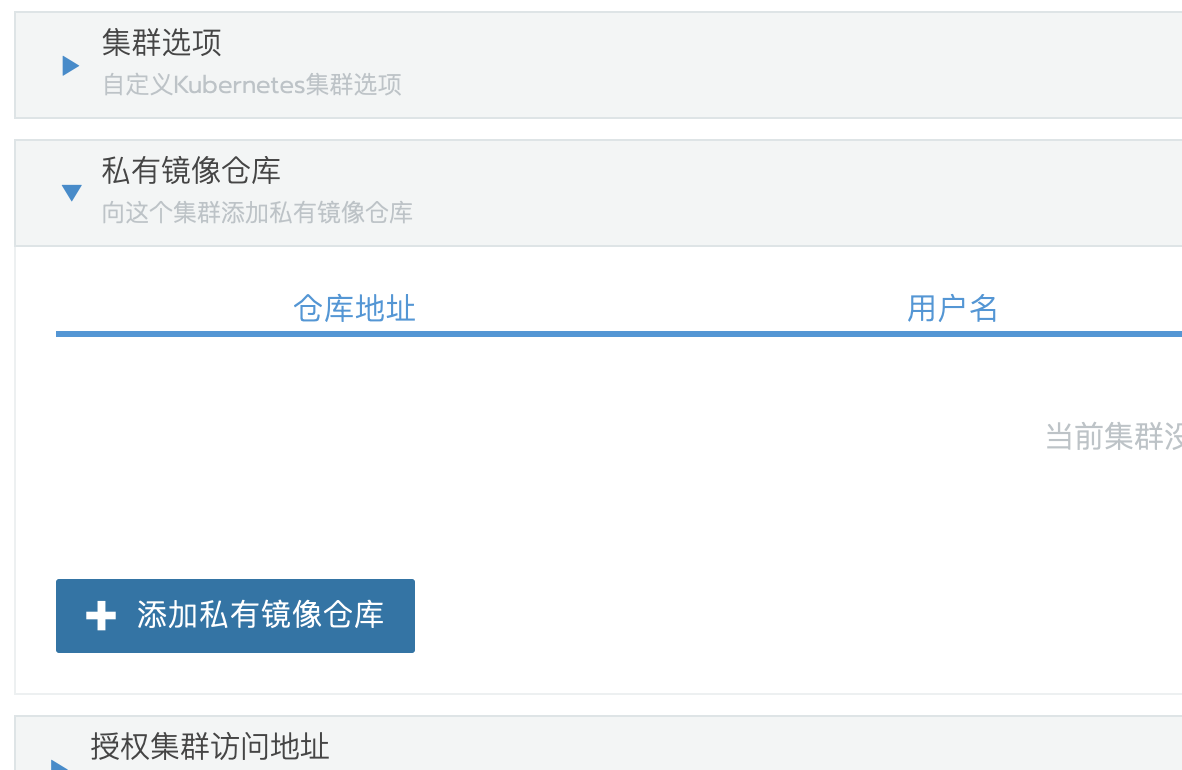 集群选项
自定义Kubernetes集群选项
私有镜像仓库
向这个集群添加私有镜像仓库
仓库地址 用户名
当前集群没
添加私有镜像仓库
授权集群访问地址